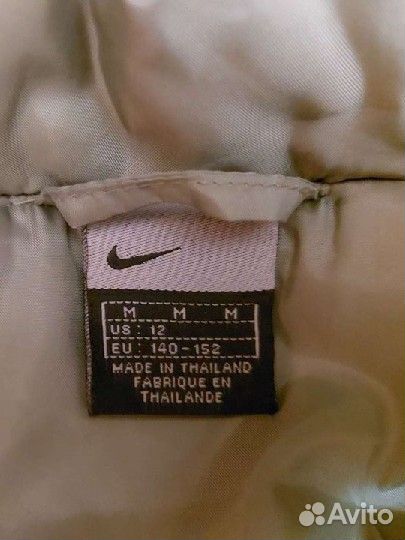 M M M
US: 12
EU: 140-152
MADE IN THAILAND
FABRIQUE EN
THAILANDE
Avito